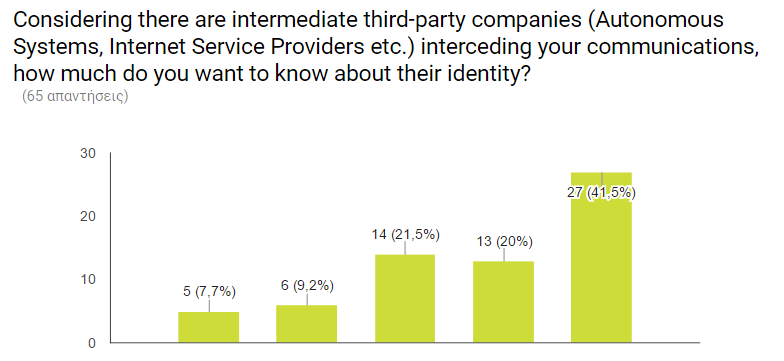 Considering there are intermediate third-party companies (Autonomous
Systems, Internet Service Providers etc.) interceding your communications,
how much do you want to know about their identity?
(65 απαντήσεις)
30
20
10
0
5 (7,7%)
6 (9,2%)
14 (21,5%)
13 (20%)
27 (41,5%)